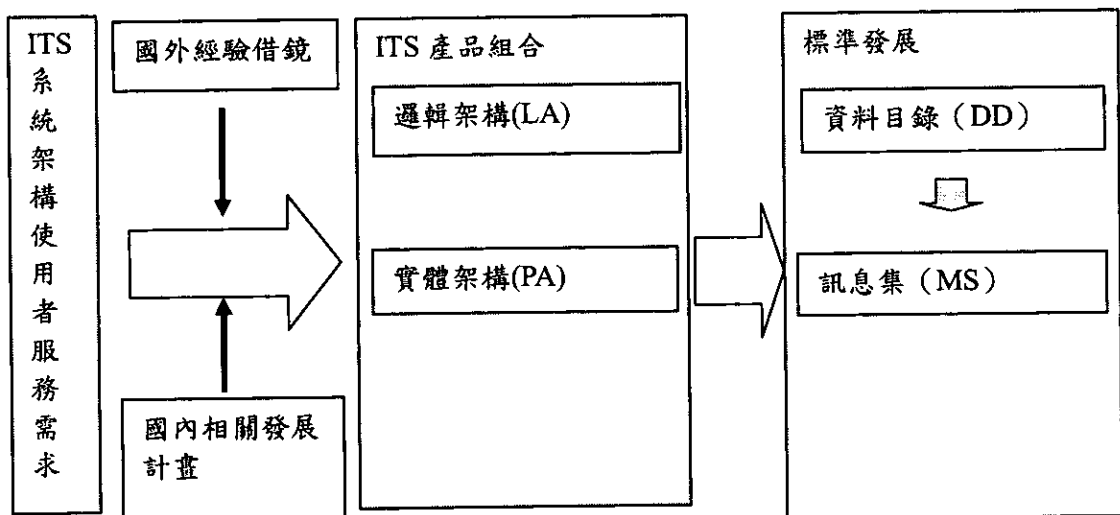 ITS
系
統
架
構
使
用
者
服
務
需
求
國外經驗借鏡
國內相關發展
計畫
ITS 產品組合
邏輯架構(LA)
實體架構(PA)
標準發展
資料目錄（DD）
訊息集（MS）